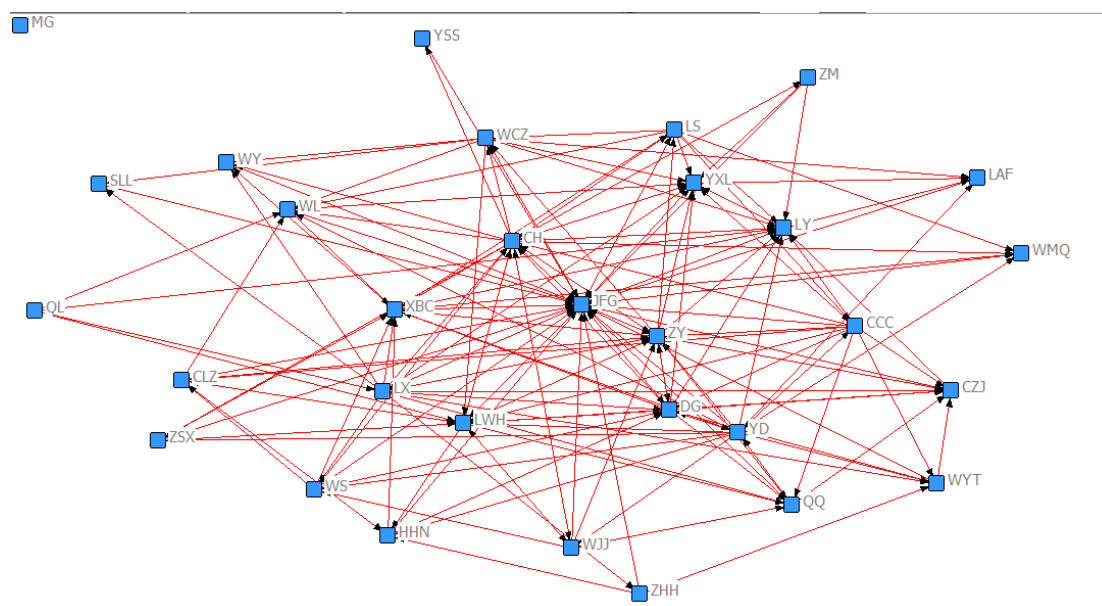 MG
YSS
ZM
LS
WCZ
WY
LAF
SLL
YXL
WL
LY
CH
WMQ
JFG
QL
XBC
CCC
ZY
CLZ
LX
CZJ
DG
LWH
YD
ZSX
WYT
WS
QQ
HHN
WJJ
ZHH